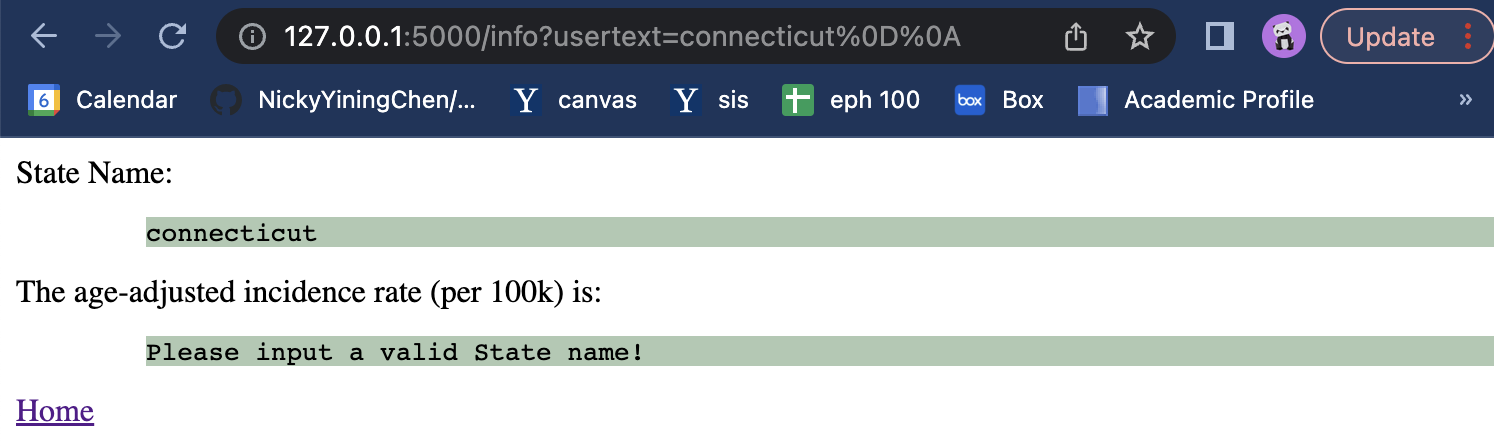 127.0.0.1:5000/info?usertext=connecticut%0D%0A Update
6 Calendar NickyYiningChen/... Y canvas Y sis eph 100 box Box Academic Profile »
State Name:
connecticut
The age-adjusted incidence rate (per 100k) is:
Please input a valid State name!
Home